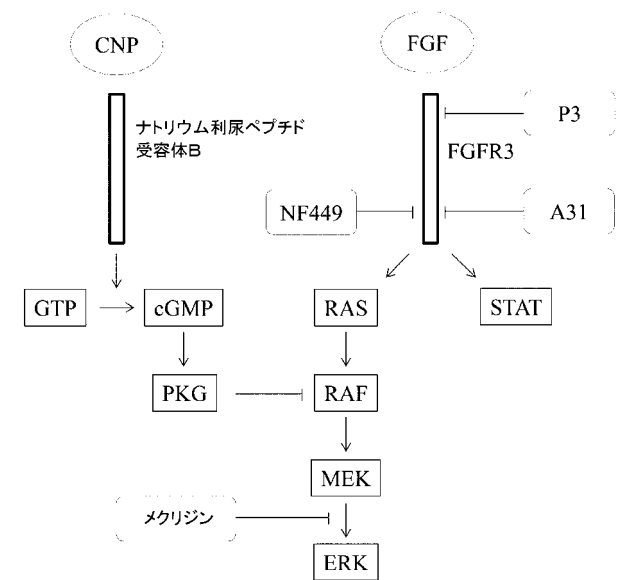 CNP
FGF
ナトリウム利尿ペプチド
受容体B
P3
FGFR3
NF449
A31
GTP
cGMP
RAS
STAT
PKG
RAF
MEK
メクリジン
ERK